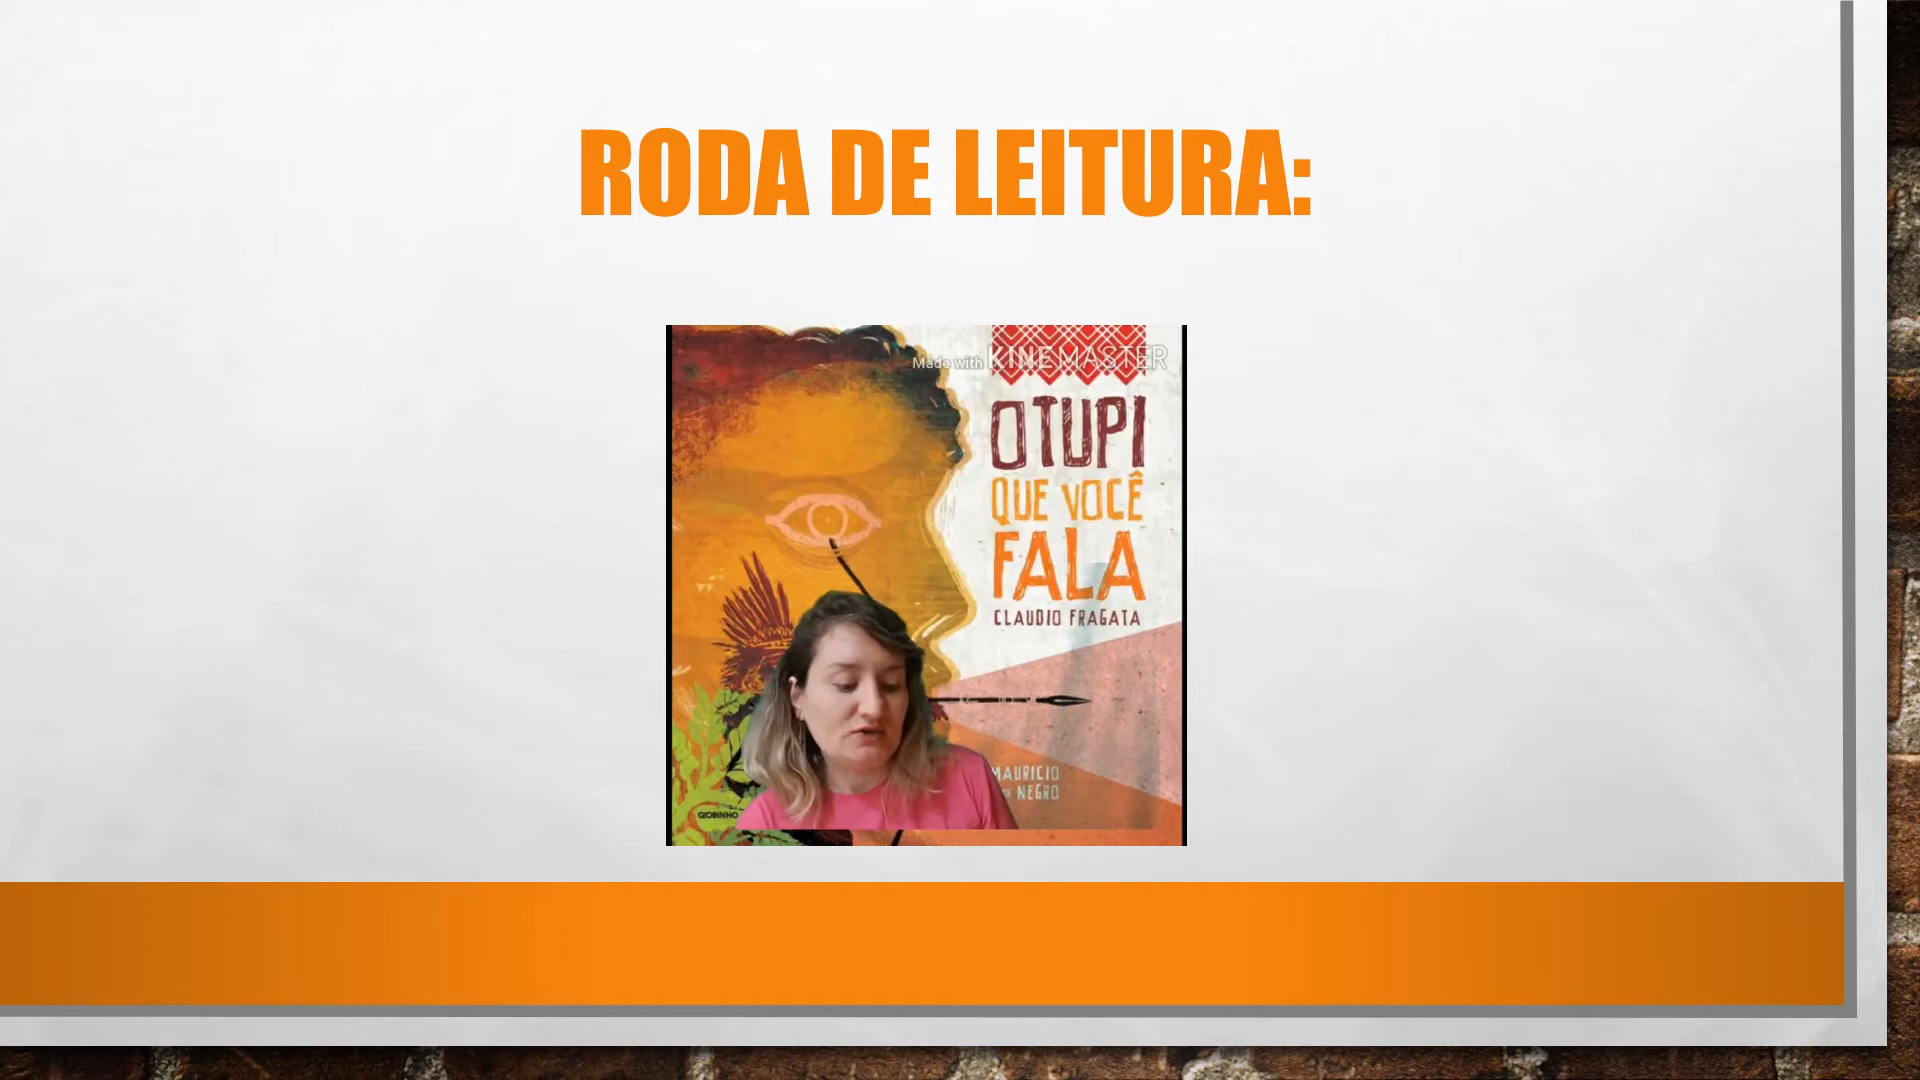 RODA DE LEITURA:
Made with KINEMASTER
O TUPI
QUE VOCÊ
FALA
CLAUDIO FRAGATA
MAURICIO
NEGRO
GLOBINHO